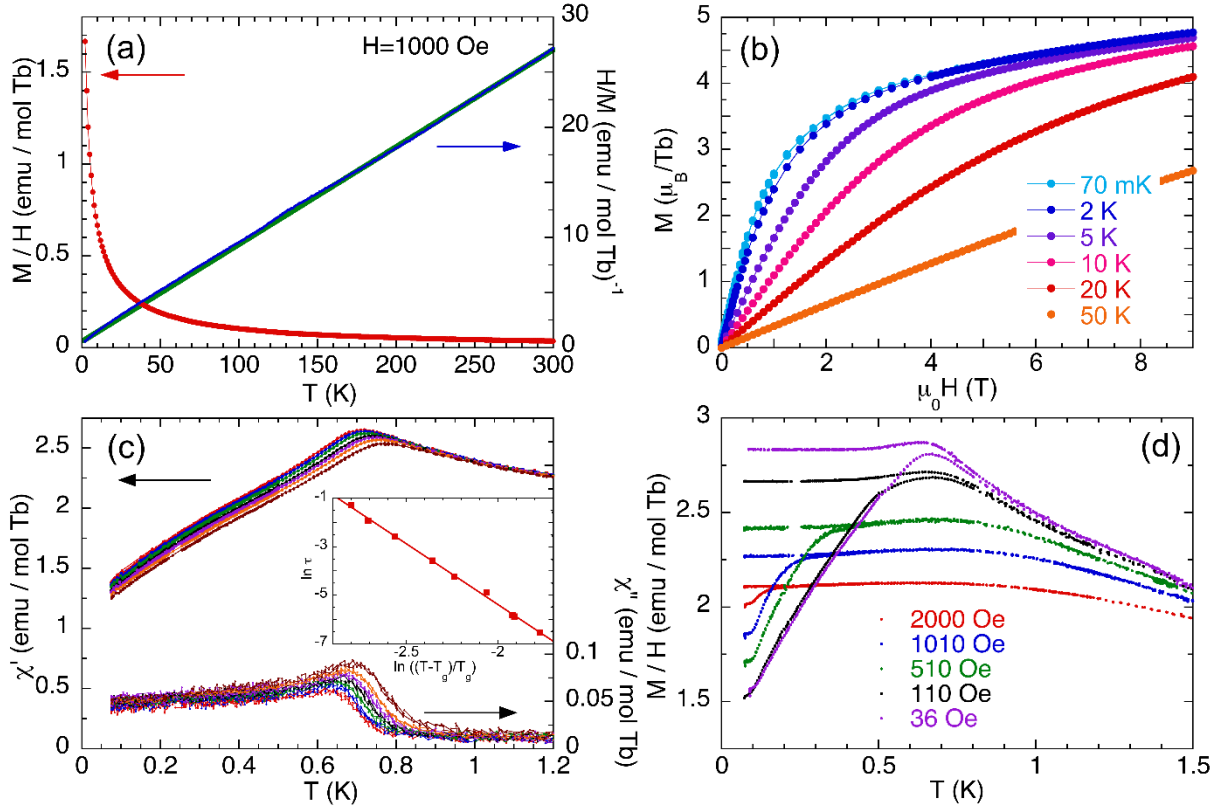 (a)
H=1000 Oe
M / H (emu / mol Tb)
1.5
1
0.5
0
30
20
10
0
H/M (emu / mol Tb)⁻¹
0 50 100 150 200 250 300
T (K)
(b)
M (μ_B/Tb)
5
4
3
2
1
0
70 mK
2 K
5 K
10 K
20 K
50 K
0 2 4 6 8
μ₀H (T)
(c)
χ' (emu / mol Tb)
2.5
2
1.5
1
0.5
0
ln τ
-1
-3
-5
-7
-2.5 -2
ln ((T-T_g)/T_g)
χ'' (emu / mol Tb)
0.1
0.05
0
0 0.2 0.4 0.6 0.8 1.0 1.2
T (K)
(d)
M / H (emu / mol Tb)
3
2.5
2
1.5
2000 Oe
1010 Oe
510 Oe
110 Oe
36 Oe
0 0.5 1.0 1.5
T (K)